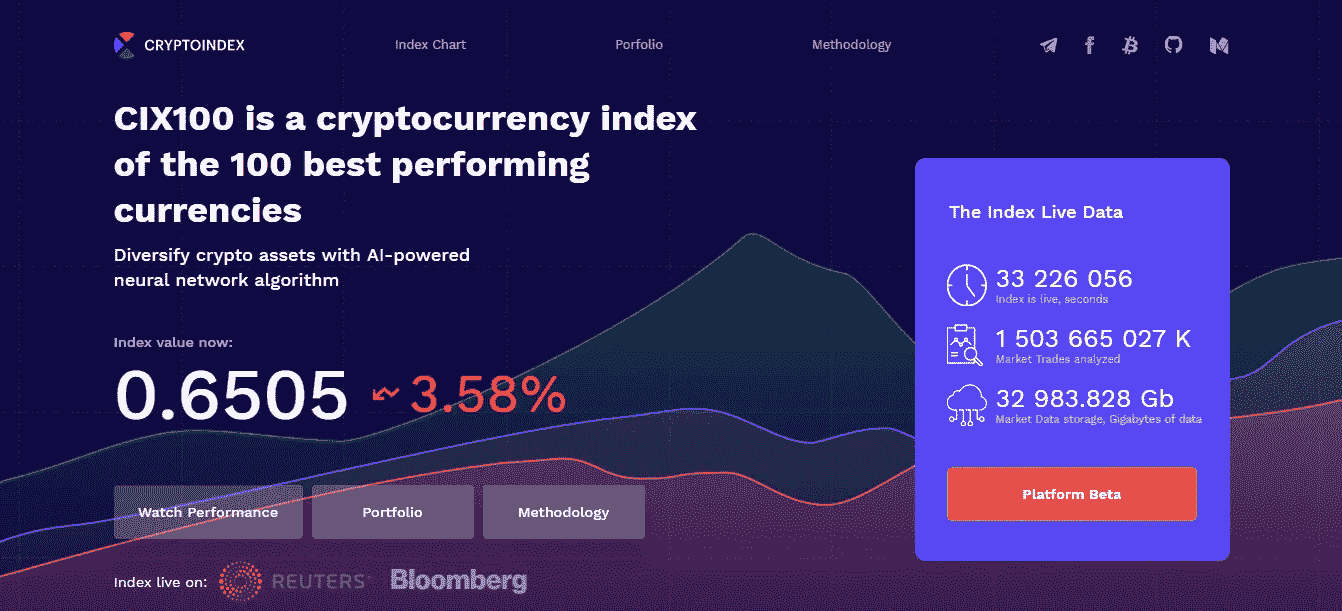 CRYPTOINDEX
Index Chart
Porfolio
Methodology
CIX100 is a cryptocurrency index
of the 100 best performing
currencies
Diversify crypto assets with AI-powered
neural network algorithm
Index value now:
0.6505 3.58%
Watch Performance
Portfolio
Methodology
Index live on: REUTERS Bloomberg
The Index Live Data
33 226 056
Index is live, seconds
1 503 665 027 K
Market Trades analyzed
32 983.828 Gb
Market Data storage, Gigabytes of data
Platform Beta